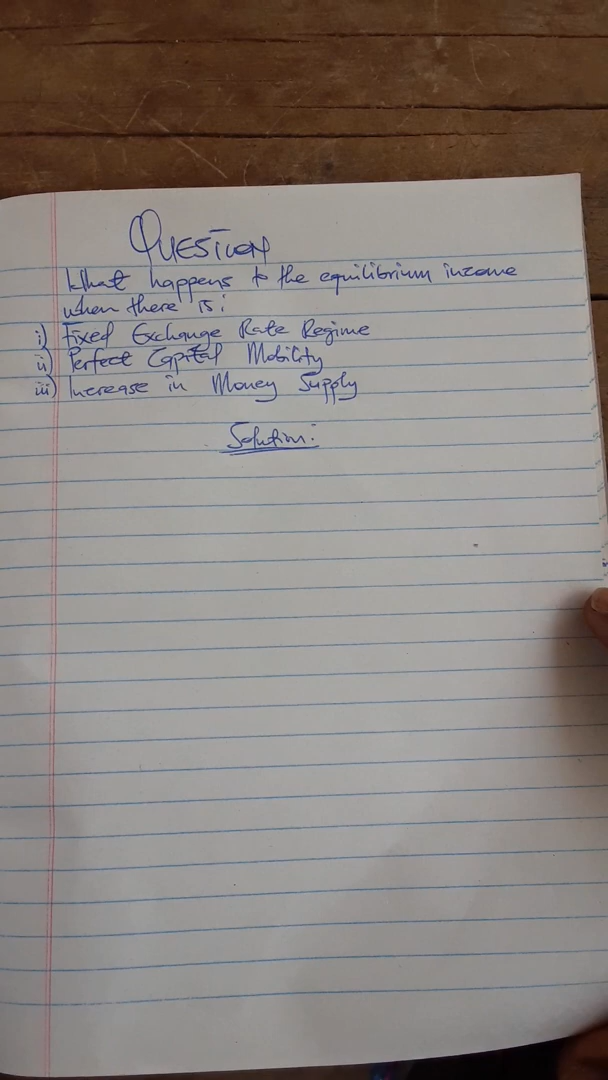 QUESTION
What happens to the equilibrium income
when there is:
i) Fixed Exchange Rate Regime
ii) Perfect Capital Mobility
iii) Increase in Money Supply
Solution: